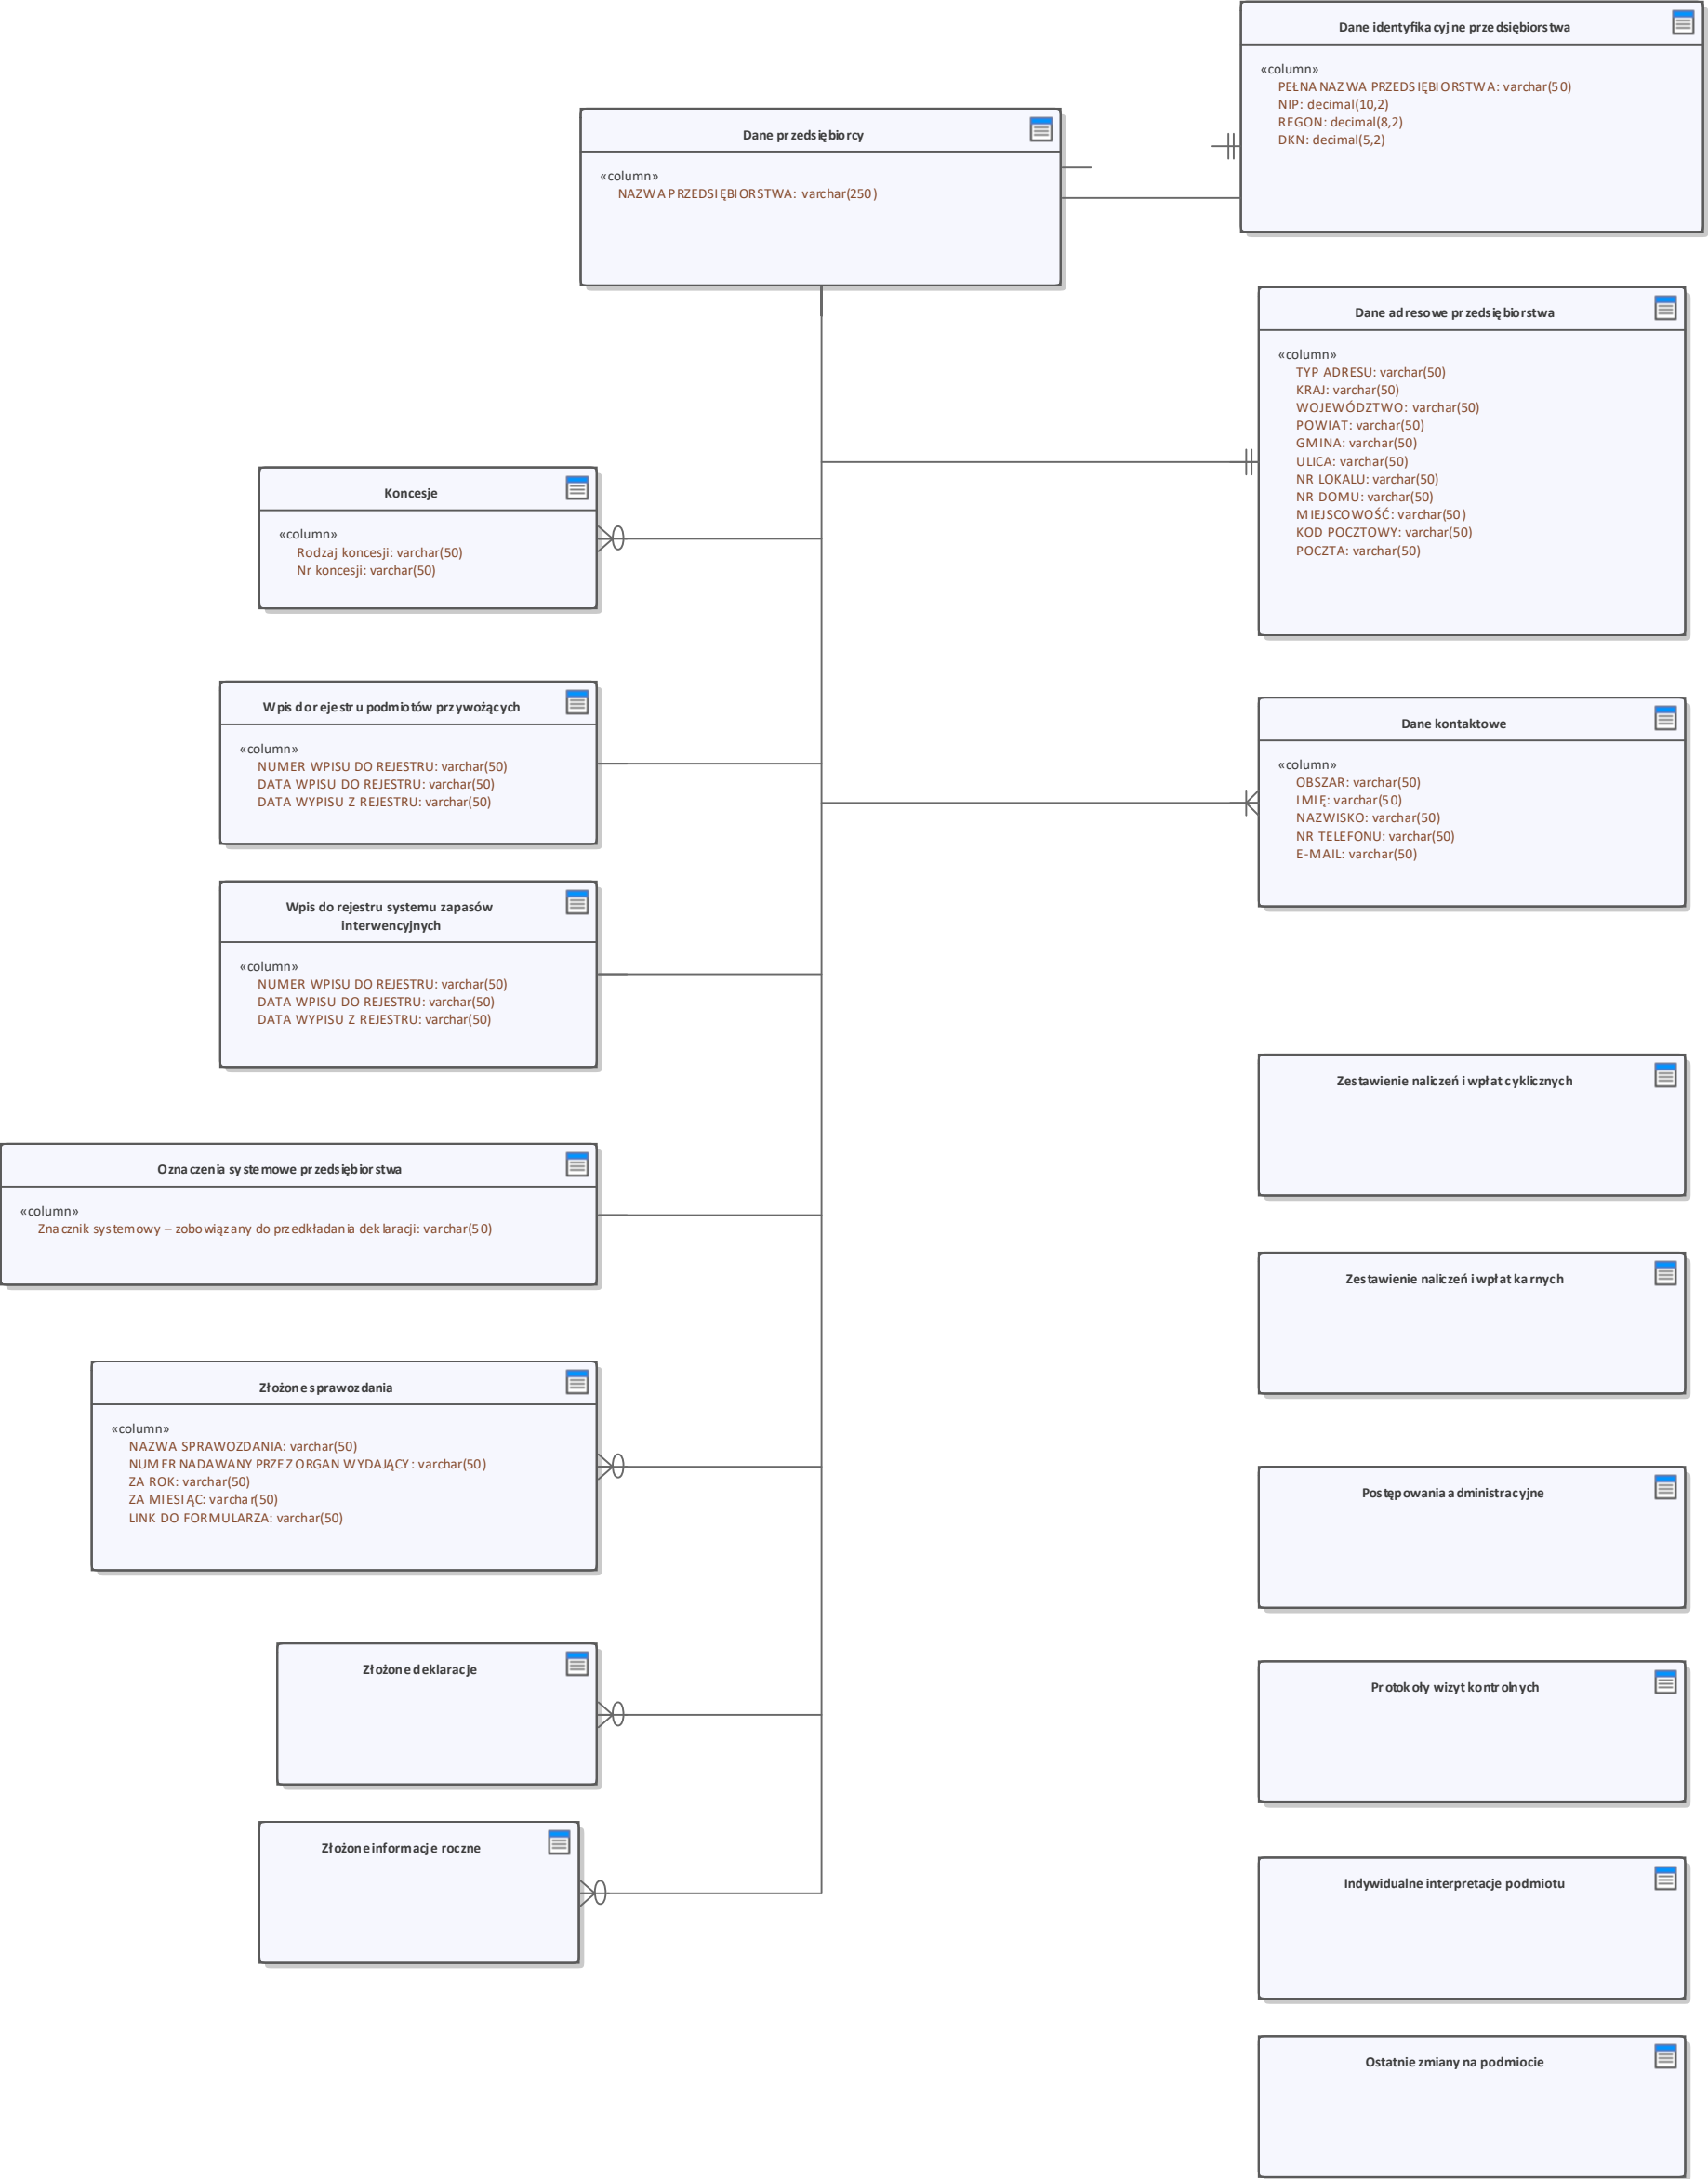 Dane identyfikacyjne przedsiębiorstwa
«column»
PEŁNA NAZWA PRZEDSIĘBIORSTWA: varchar(50)
NIP: decimal(10,2)
REGON: decimal(8,2)
DKN: decimal(5,2)
Dane przedsiębiorcy
«column»
NAZWA PRZEDSIĘBIORSTWA: varchar(250)
Dane adresowe przedsiębiorstwa
«column»
TYP ADRESU: varchar(50)
KRAJ: varchar(50)
WOJEWÓDZTWO: varchar(50)
POWIAT: varchar(50)
GMINA: varchar(50)
ULICA: varchar(50)
NR LOKALU: varchar(50)
NR DOMU: varchar(50)
MIEJSCOWOŚĆ: varchar(50)
KOD POCZTOWY: varchar(50)
POCZTA: varchar(50)
Koncesje
«column»
Rodzaj koncesji: varchar(50)
Nr koncesji: varchar(50)
Wpis do rejestru podmiotów przywożących
«column»
NUMER WPISU DO REJESTRU: varchar(50)
DATA WPISU DO REJESTRU: varchar(50)
DATA WYPISU Z REJESTRU: varchar(50)
Dane kontaktowe
«column»
OBSZAR: varchar(50)
IMIĘ: varchar(50)
NAZWISKO: varchar(50)
NR TELEFONU: varchar(50)
E-MAIL: varchar(50)
Wpis do rejestru systemu zapasów
interwencyjnych
«column»
NUMER WPISU DO REJESTRU: varchar(50)
DATA WPISU DO REJESTRU: varchar(50)
DATA WYPISU Z REJESTRU: varchar(50)
Zestawienie naliczeń i wpłat cyklicznych
Oznaczenia systemowe przedsiębiorstwa
«column»
Znacznik systemowy – zobowiązany do przedkładania deklaracji: varchar(50)
Zestawienie naliczeń i wpłat karnych
Złożone sprawozdania
«column»
NAZWA SPRAWOZDANIA: varchar(50)
NUMER NADAWANY PRZEZ ORGAN WYDAJĄCY: varchar(50)
ZA ROK: varchar(50)
ZA MIESIĄC: varchar(50)
LINK DO FORMULARZA: varchar(50)
Postępowania administracyjne
Złożone deklaracje
Protokoły wizyt kontrolnych
Złożone informacje roczne
Indywidualne interpretacje podmiotu
Ostatnie zmiany na podmiocie